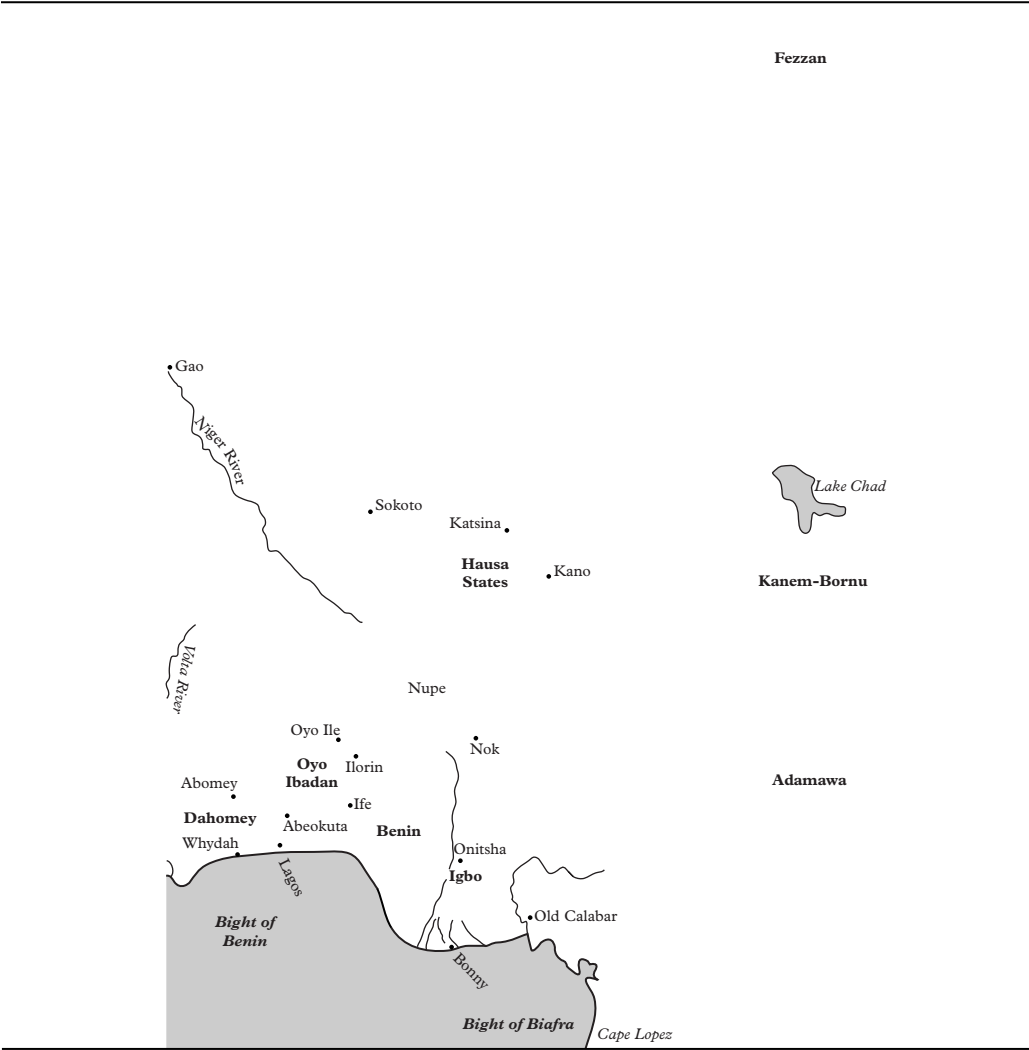 Fezzan
Gao
Niger River
Lake Chad
Sokoto
Katsina
Hausa
States
Kano
Kanem-Bornu
Volta River
Nupe
Oyo Ile
Nok
Oyo
Ibadan
Ilorin
Adamawa
Abomey
Ife
Dahomey
Abeokuta
Benin
Whydah
Onitsha
Lagos
Igbo
Old Calabar
Bight of
Benin
Bonny
Bight of Biafra
Cape Lopez